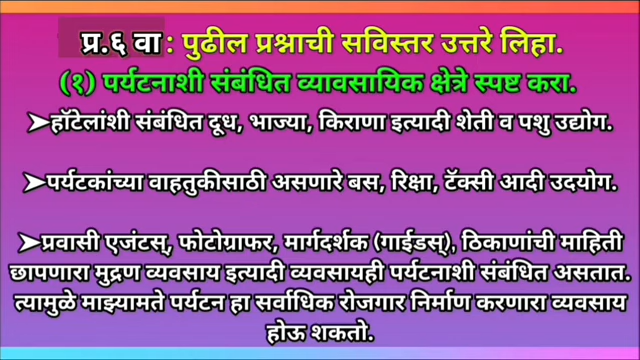 प्र.६ वा : पुढील प्रश्नाची सविस्तर उत्तरे लिहा.
(१) पर्यटनाशी संबंधित व्यावसायिक क्षेत्रे स्पष्ट करा.
➤हॉटेलांशी संबंधित दूध, भाज्या, किराणा इत्यादी शेती व पशु उद्योग.
➤पर्यटकांच्या वाहतुकीसाठी असणारे बस, रिक्षा, टॅक्सी आदी उदयोग.
➤प्रवासी एजंटस्, फोटोग्राफर, मार्गदर्शक (गाईडस्), ठिकाणांची माहिती
छापणारा मुद्रण व्यवसाय इत्यादी व्यवसायही पर्यटनाशी संबंधित असतात.
त्यामुळे माझ्यामते पर्यटन हा सर्वाधिक रोजगार निर्माण करणारा व्यवसाय
होऊ शकतो.